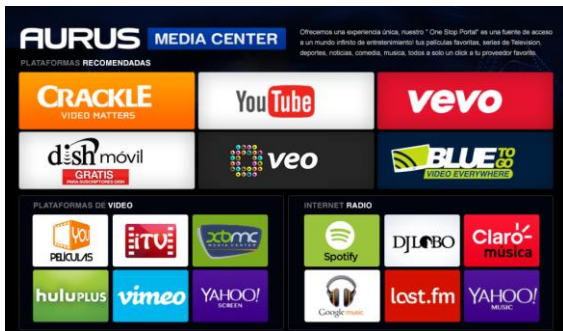 AURUS MEDIA CENTER
Ofrecemos una experiencia única, nuestro " One Stop Portal" es una fuente de acceso
a un mundo infinito de entretenimiento! tus películas favoritas, series de Television,
deportes, noticias, comedia, musica, todos a solo un click a tu proveedor favorito.
PLATAFORMAS RECOMENDADAS
CRACKLE
VIDEO MATTERS
YouTube
vevo
dish móvil
GRATIS
PARA SUSCRIPTORES DISH
veo
BLUE TO GO
VIDEO EVERYWHERE
PLATAFORMAS DE VIDEO
YOU
PELÍCULAS
iTV
xbmc
MEDIA CENTER
huluPLUS
vimeo
YAHOO!
SCREEN
INTERNET RADIO
Spotify
DJLOBO
Claro-
música
Google music
last.fm
YAHOO!
MUSIC